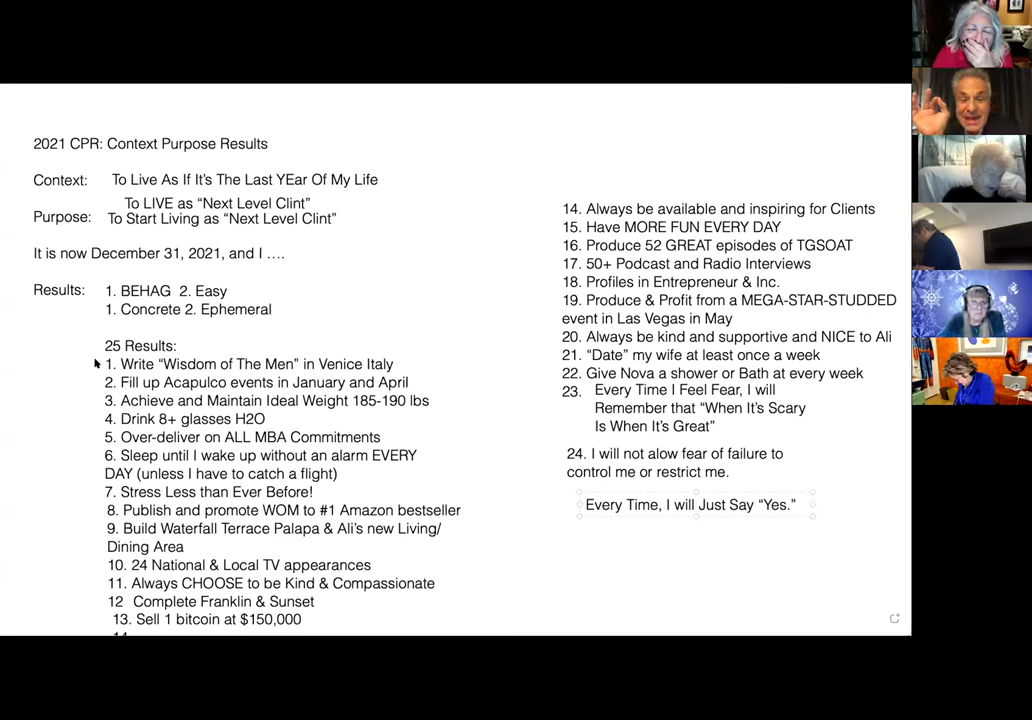 2021 CPR: Context Purpose Results
Context: To Live As If It's The Last YEar Of My Life
To LIVE as “Next Level Clint”
Purpose: To Start Living as “Next Level Clint”
It is now December 31, 2021, and I ....
Results: 1. BEHAG 2. Easy
1. Concrete 2. Ephemeral
25 Results:
1. Write “Wisdom of The Men” in Venice Italy
2. Fill up Acapulco events in January and April
3. Achieve and Maintain Ideal Weight 185-190 lbs
4. Drink 8+ glasses H2O
5. Over-deliver on ALL MBA Commitments
6. Sleep until I wake up without an alarm EVERY
DAY (unless I have to catch a flight)
7. Stress Less than Ever Before!
8. Publish and promote WOM to #1 Amazon bestseller
9. Build Waterfall Terrace Palapa & Ali's new Living/
Dining Area
10. 24 National & Local TV appearances
11. Always CHOOSE to be Kind & Compassionate
12 Complete Franklin & Sunset
13. Sell 1 bitcoin at $150,000
14. Always be available and inspiring for Clients
15. Have MORE FUN EVERY DAY
16. Produce 52 GREAT episodes of TGSOAT
17. 50+ Podcast and Radio Interviews
18. Profiles in Entrepreneur & Inc.
19. Produce & Profit from a MEGA-STAR-STUDDED
event in Las Vegas in May
20. Always be kind and supportive and NICE to Ali
21. “Date” my wife at least once a week
22. Give Nova a shower or Bath at every week
23. Every Time I Feel Fear, I will
Remember that “When It's Scary
Is When It's Great”
24. I will not alow fear of failure to
control me or restrict me.
Every Time, I will Just Say “Yes.”